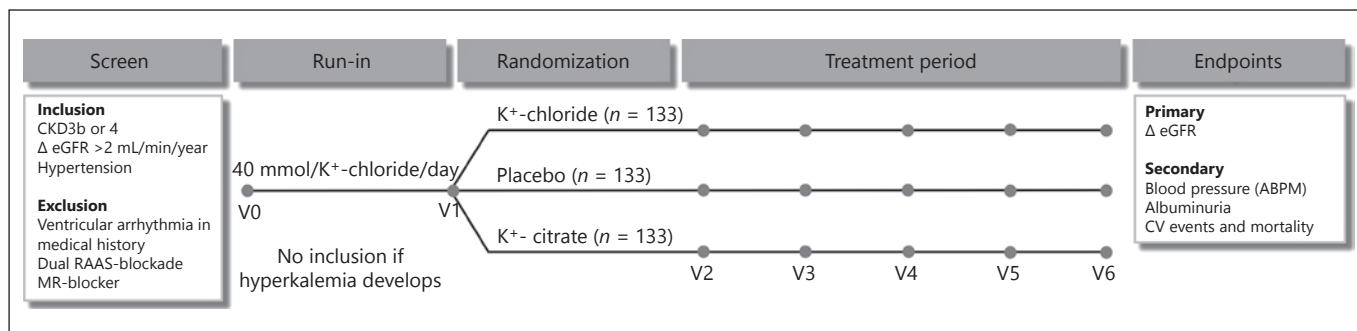 Screen
Run-in
Randomization
Treatment period
Endpoints
Inclusion
CKD3b or 4
Δ eGFR >2 mL/min/year
Hypertension
Exclusion
Ventricular arrhythmia in
medical history
Dual RAAS-blockade
MR-blocker
40 mmol/K⁺-chloride/day
V0
V1
No inclusion if
hyperkalemia develops
K⁺-chloride (n = 133)
Placebo (n = 133)
K⁺- citrate (n = 133)
V2
V3
V4
V5
V6
Primary
Δ eGFR
Secondary
Blood pressure (ABPM)
Albuminuria
CV events and mortality